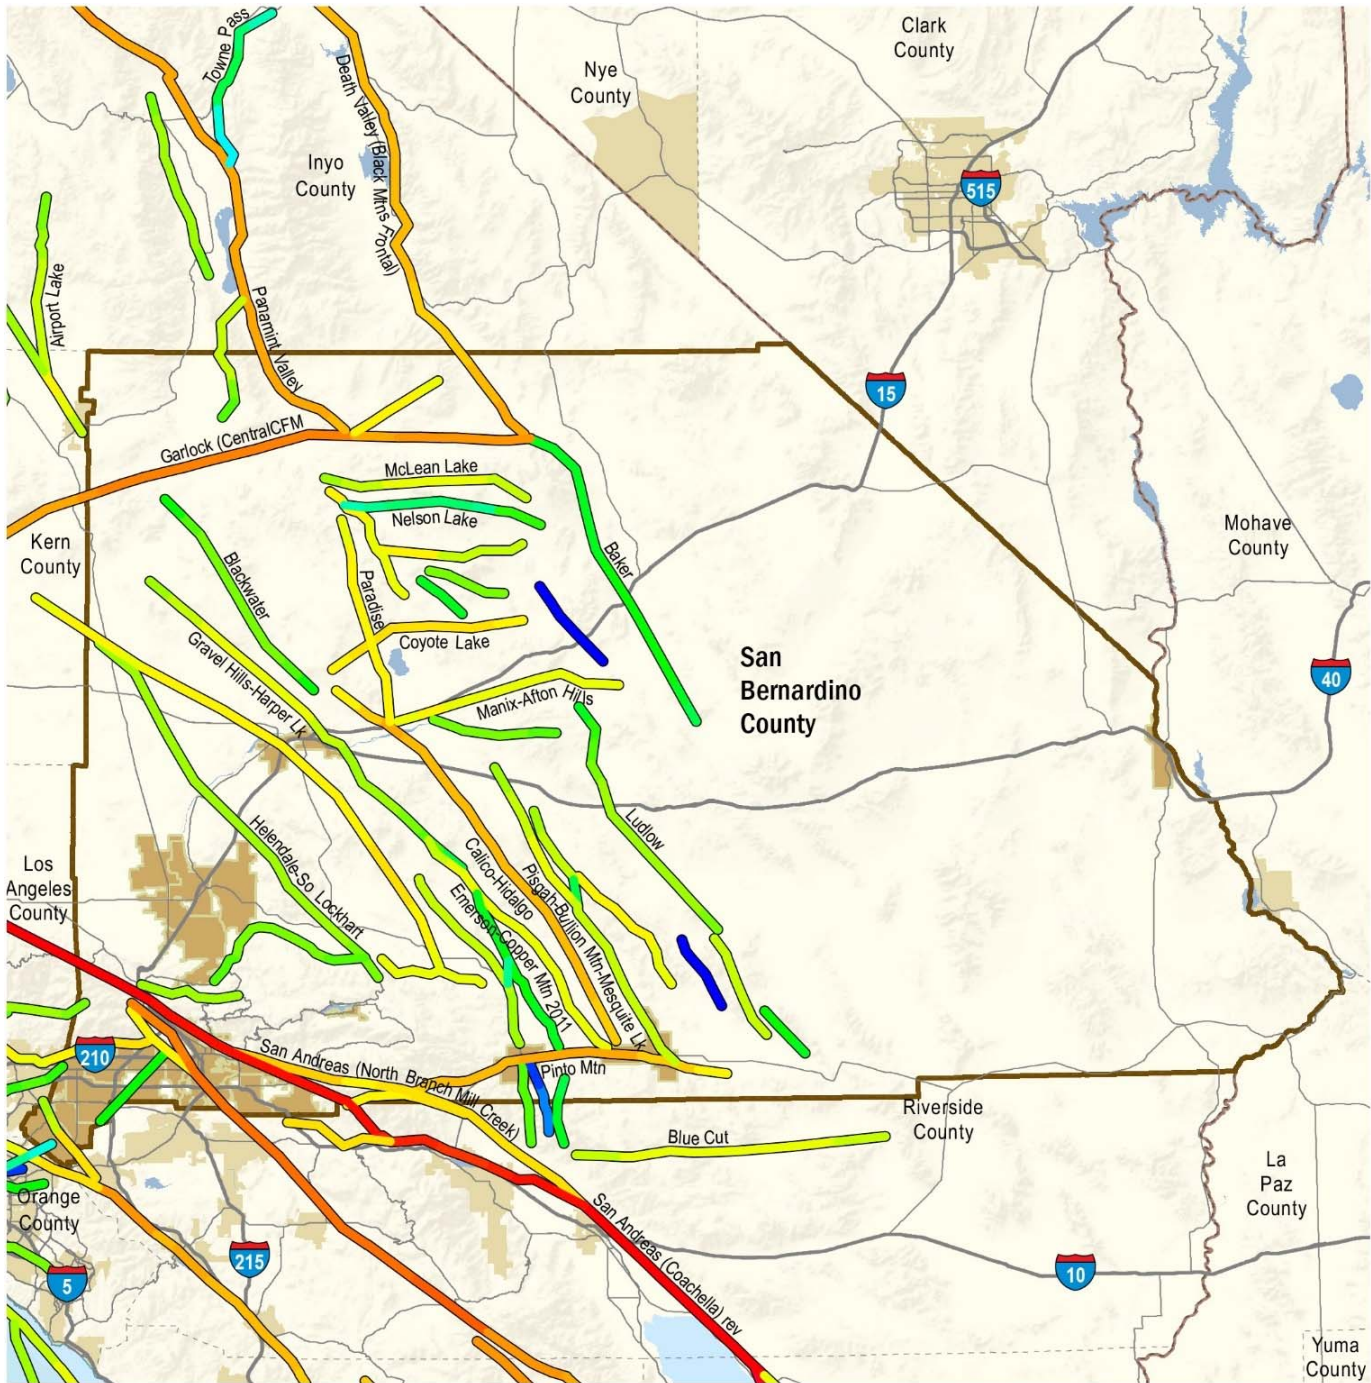 Clark
County
Towne Pass
Nye
County
Death Valley (Black Mtns Frontal)
Inyo
County
515
Airport Lake
Panamint Valley
15
Garlock (CentralCFM
McLean Lake
Nelson Lake
Mohave
County
Kern
County
Blackwater
Paradise
Baker
Gravel Hills-Harper Lk
Coyote Lake
San
Bernardino
County
40
Manix-Afton Hills
Ludlow
Helendale-So Lockhart
Calico-Hidalgo
Pisgah-Bullion Mtn-Mesquite Lk
Los
Angeles
County
Emerson-Copper Mtn 2011
210
San Andreas (North Branch Mill Creek)
Pinto Mtn
Riverside
County
Blue Cut
La
Paz
County
Orange
County
San Andreas (Coachella) rev
215
5
10
Yuma
County